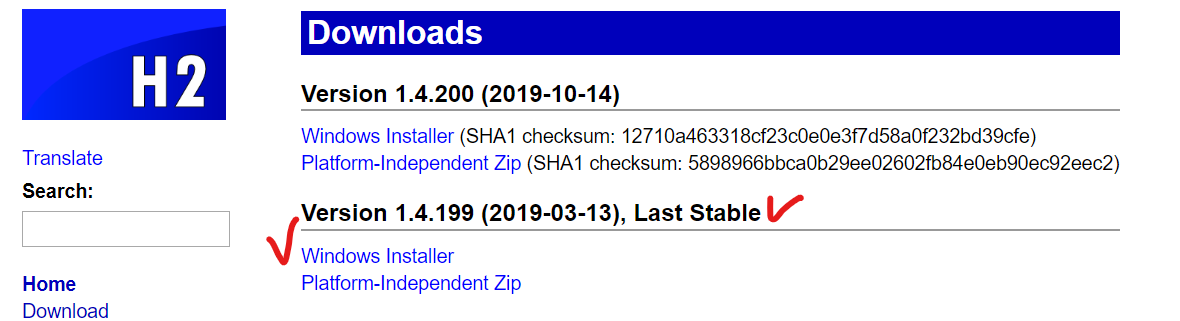 H2
Translate
Search:
Home
Download
Downloads
Version 1.4.200 (2019-10-14)
Windows Installer (SHA1 checksum: 12710a463318cf23c0e0e3f7d58a0f232bd39cfe)
Platform-Independent Zip (SHA1 checksum: 5898966bbca0b29ee02602fb84e0eb90ec92eec2)
Version 1.4.199 (2019-03-13), Last Stable
Windows Installer
Platform-Independent Zip